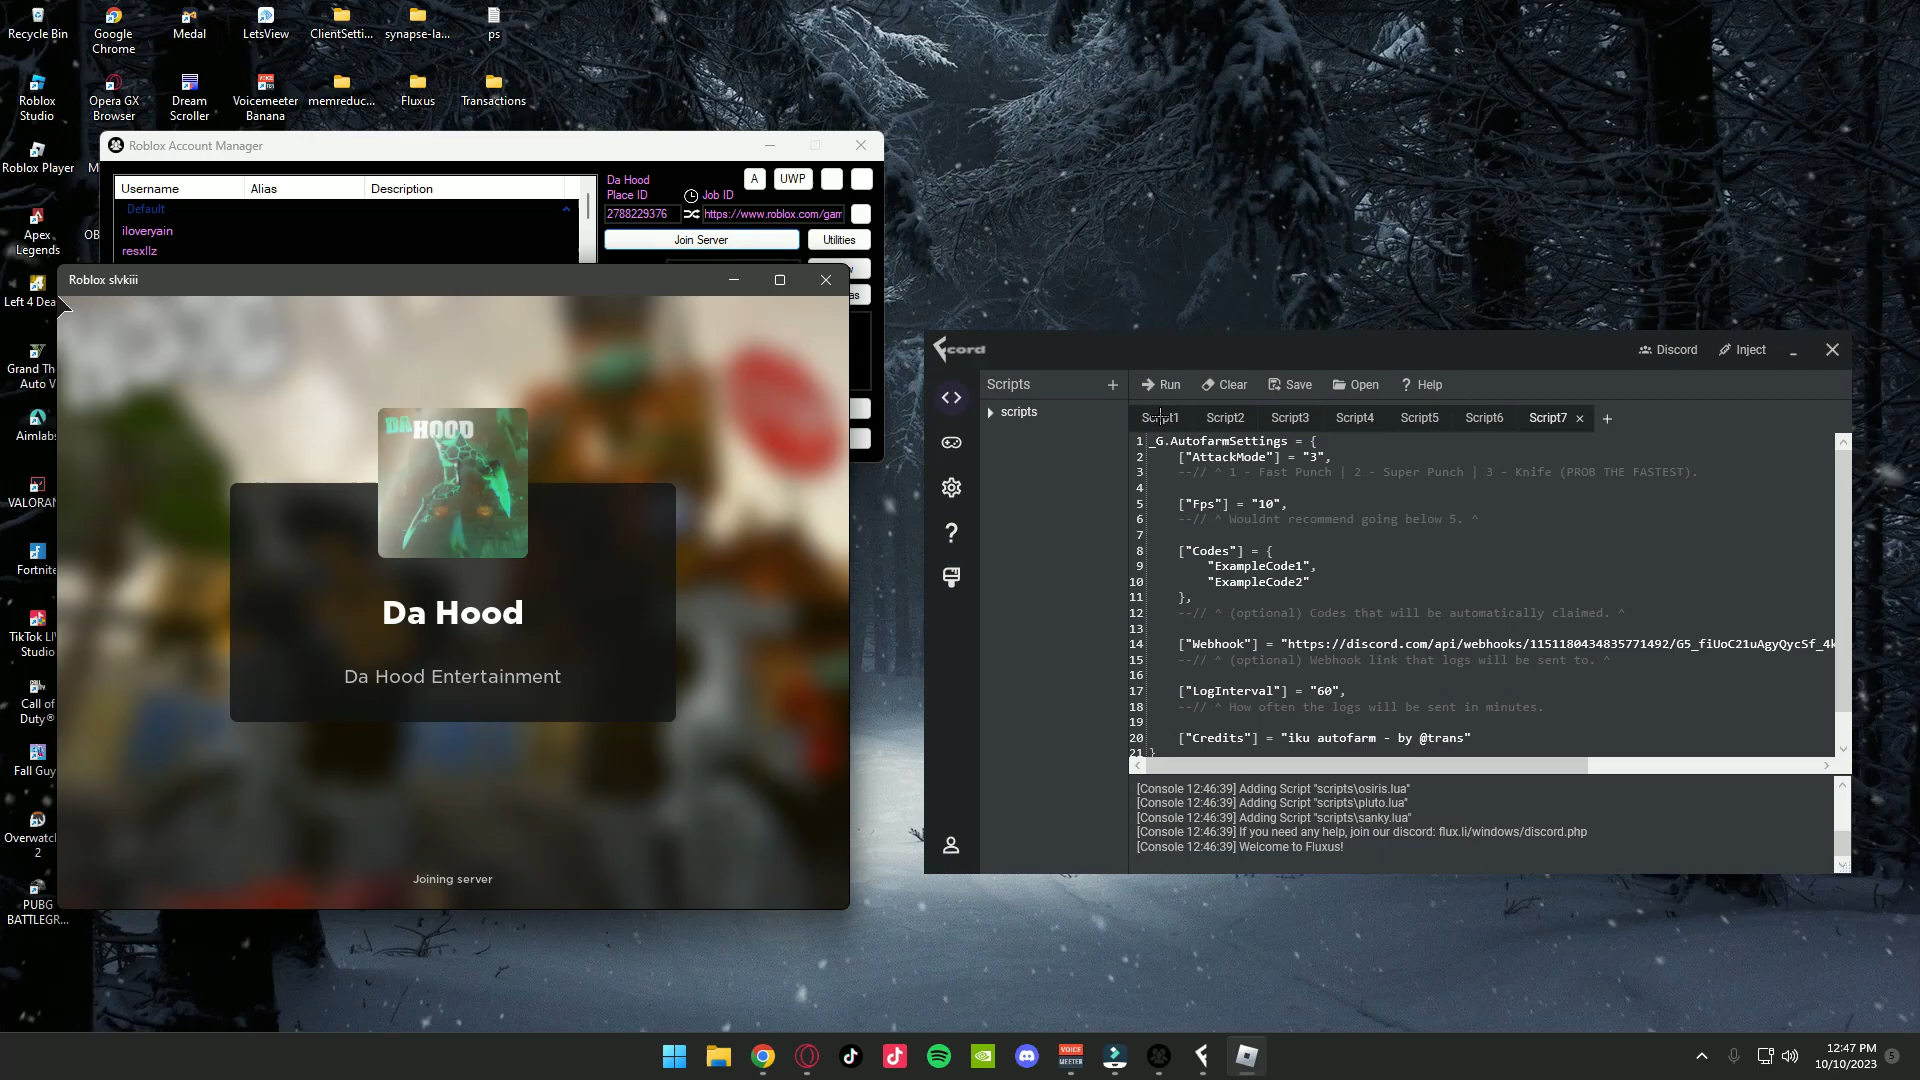 Recycle Bin
Google Chrome
Medal
LetsView
ClientSetti...
synapse-la...
ps
Roblox Studio
Opera GX Browser
Dream Scroller
Voicemeeter Banana
memreduc...
Fluxus
Transactions
Roblox Player
Apex Legends
Left 4 Dea
Grand Th
Auto V
Aimlabs
VALORAN
Fortnite
TikTok LI
Studio
Call of
Duty®
Fall Guy
Overwatc
2
PUBG
BATTLEGR...
Roblox Account Manager
Username Alias Description
Default
iloveryain
resxllz
Da Hood
Place ID
Job ID
2788229376
https://www.roblox.com/gam
A
UWP
Join Server
Utilities
Roblox slvkiii
DA HOOD
Da Hood
Da Hood Entertainment
Joining server
cord
Discord
Inject
Scripts +
scripts
Run Clear Save Open Help
Script1 Script2 Script3 Script4 Script5 Script6 Script7
1 _G.AutofarmSettings = {
2 ["AttackMode"] = "3",
3 --// ^ 1 - Fast Punch | 2 - Super Punch | 3 - Knife (PROB THE FASTEST).
4
5 ["Fps"] = "10",
6 --// ^ Wouldnt recommend going below 5. ^
7
8 ["Codes"] = {
9 "ExampleCode1",
10 "ExampleCode2"
11 },
12 --// ^ (optional) Codes that will be automatically claimed. ^
13
14 ["Webhook"] = "https://discord.com/api/webhooks/1151180434835771492/G5_fiUoC21uAgyQycSf_4k
15 --// ^ (optional) Webhook link that logs will be sent to. ^
16
17 ["LogInterval"] = "60",
18 --// ^ How often the logs will be sent in minutes.
19
20 ["Credits"] = "iku autofarm - by @trans"
21 }
[Console 12:46:39] Adding Script "scripts\osiris.lua"
[Console 12:46:39] Adding Script "scripts\pluto.lua"
[Console 12:46:39] Adding Script "scripts\sanky.lua"
[Console 12:46:39] If you need any help, join our discord: flux.li/windows/discord.php
[Console 12:46:39] Welcome to Fluxus!
VOICE
MEETER
12:47 PM
10/10/2023
5